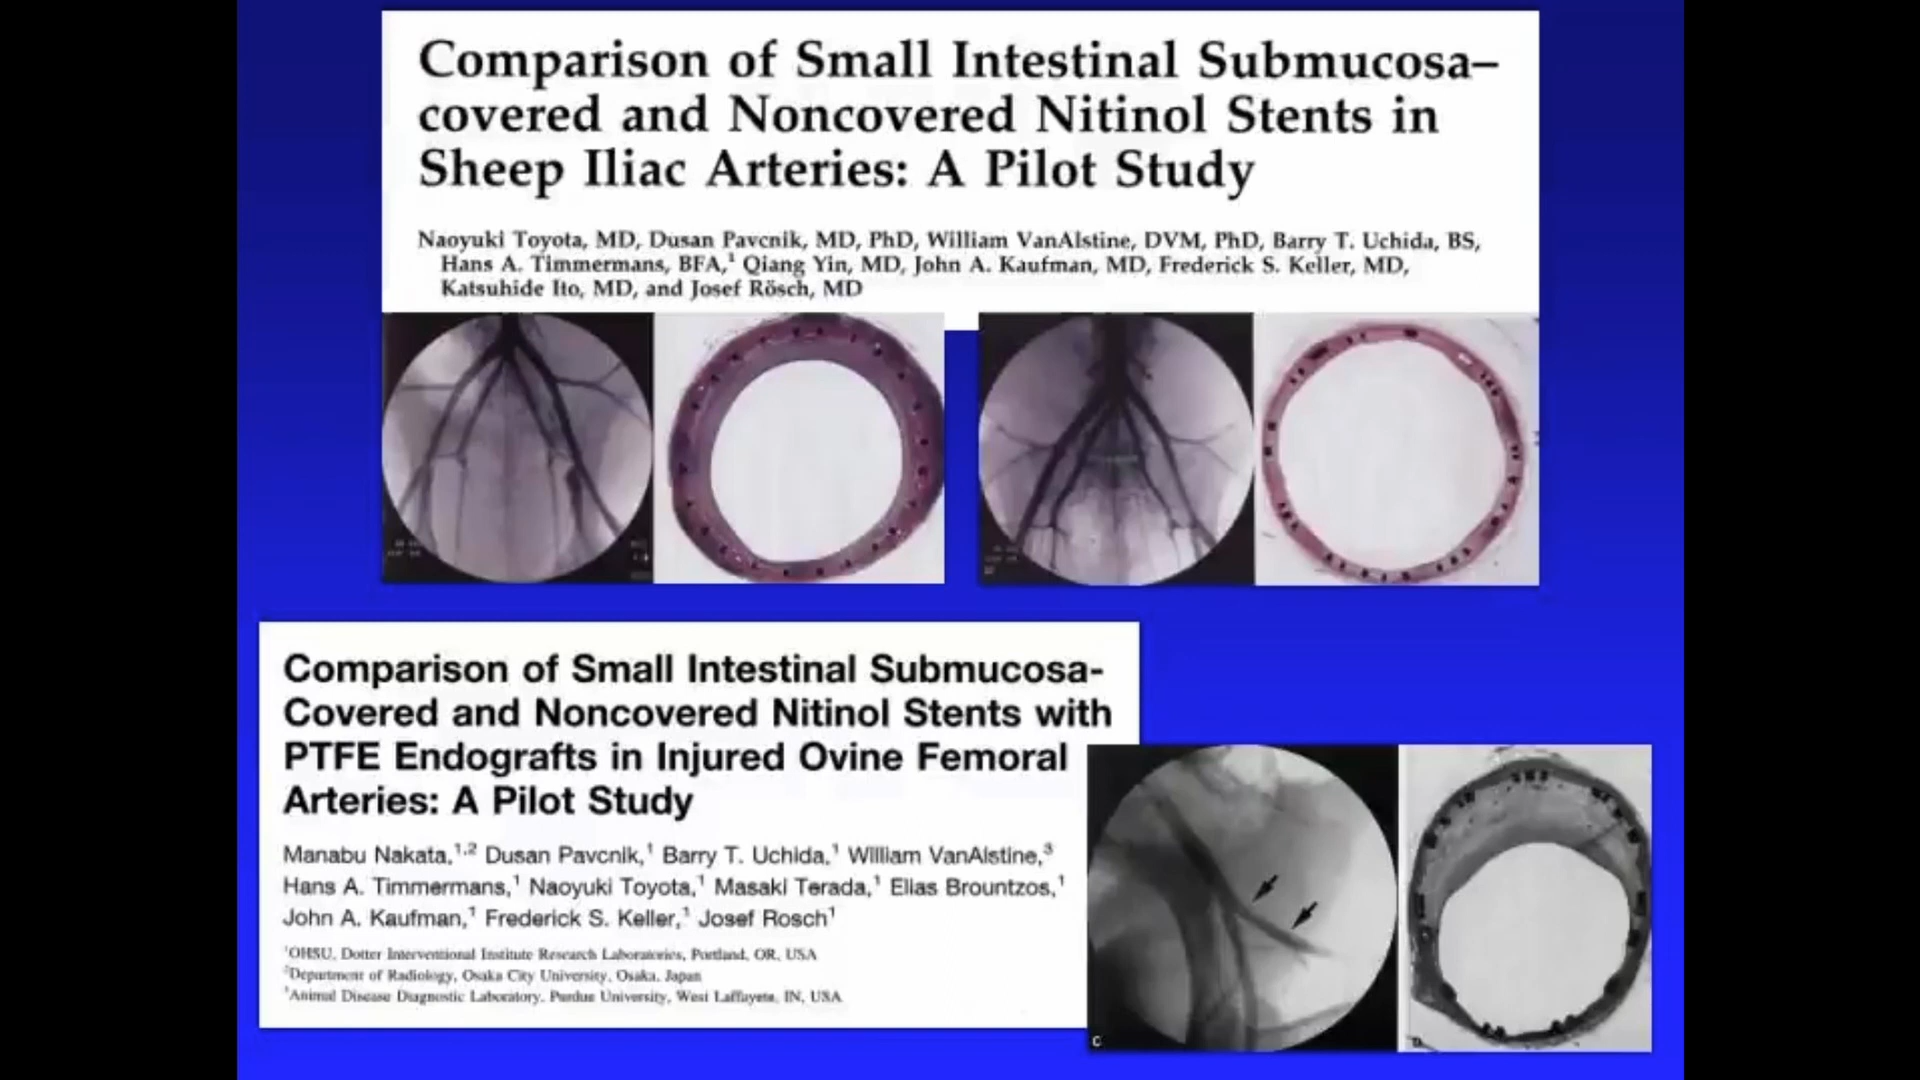 Comparison of Small Intestinal Submucosa–
covered and Noncovered Nitinol Stents in
Sheep Iliac Arteries: A Pilot Study
Naoyuki Toyota, MD, Dusan Pavcnik, MD, PhD, William VanAlstine, DVM, PhD, Barry T. Uchida, BS,
Hans A. Timmermans, BFA,¹ Qiang Yin, MD, John A. Kaufman, MD, Frederick S. Keller, MD,
Katsuhide Ito, MD, and Josef Rösch, MD
Comparison of Small Intestinal Submucosa-
Covered and Noncovered Nitinol Stents with
PTFE Endografts in Injured Ovine Femoral
Arteries: A Pilot Study
Manabu Nakata,¹·² Dusan Pavcnik,¹ Barry T. Uchida,¹ William VanAlstine,³
Hans A. Timmermans,¹ Naoyuki Toyota,¹ Masaki Terada,¹ Elias Brountzos,¹
John A. Kaufman,¹ Frederick S. Keller,¹ Josef Rosch¹
¹OHSU, Dotter Interventional Institute Research Laboratories, Portland, OR, USA
²Department of Radiology, Osaka City University, Osaka, Japan
³Animal Disease Diagnostic Laboratory, Purdue University, West Laffayete, IN, USA
C
D